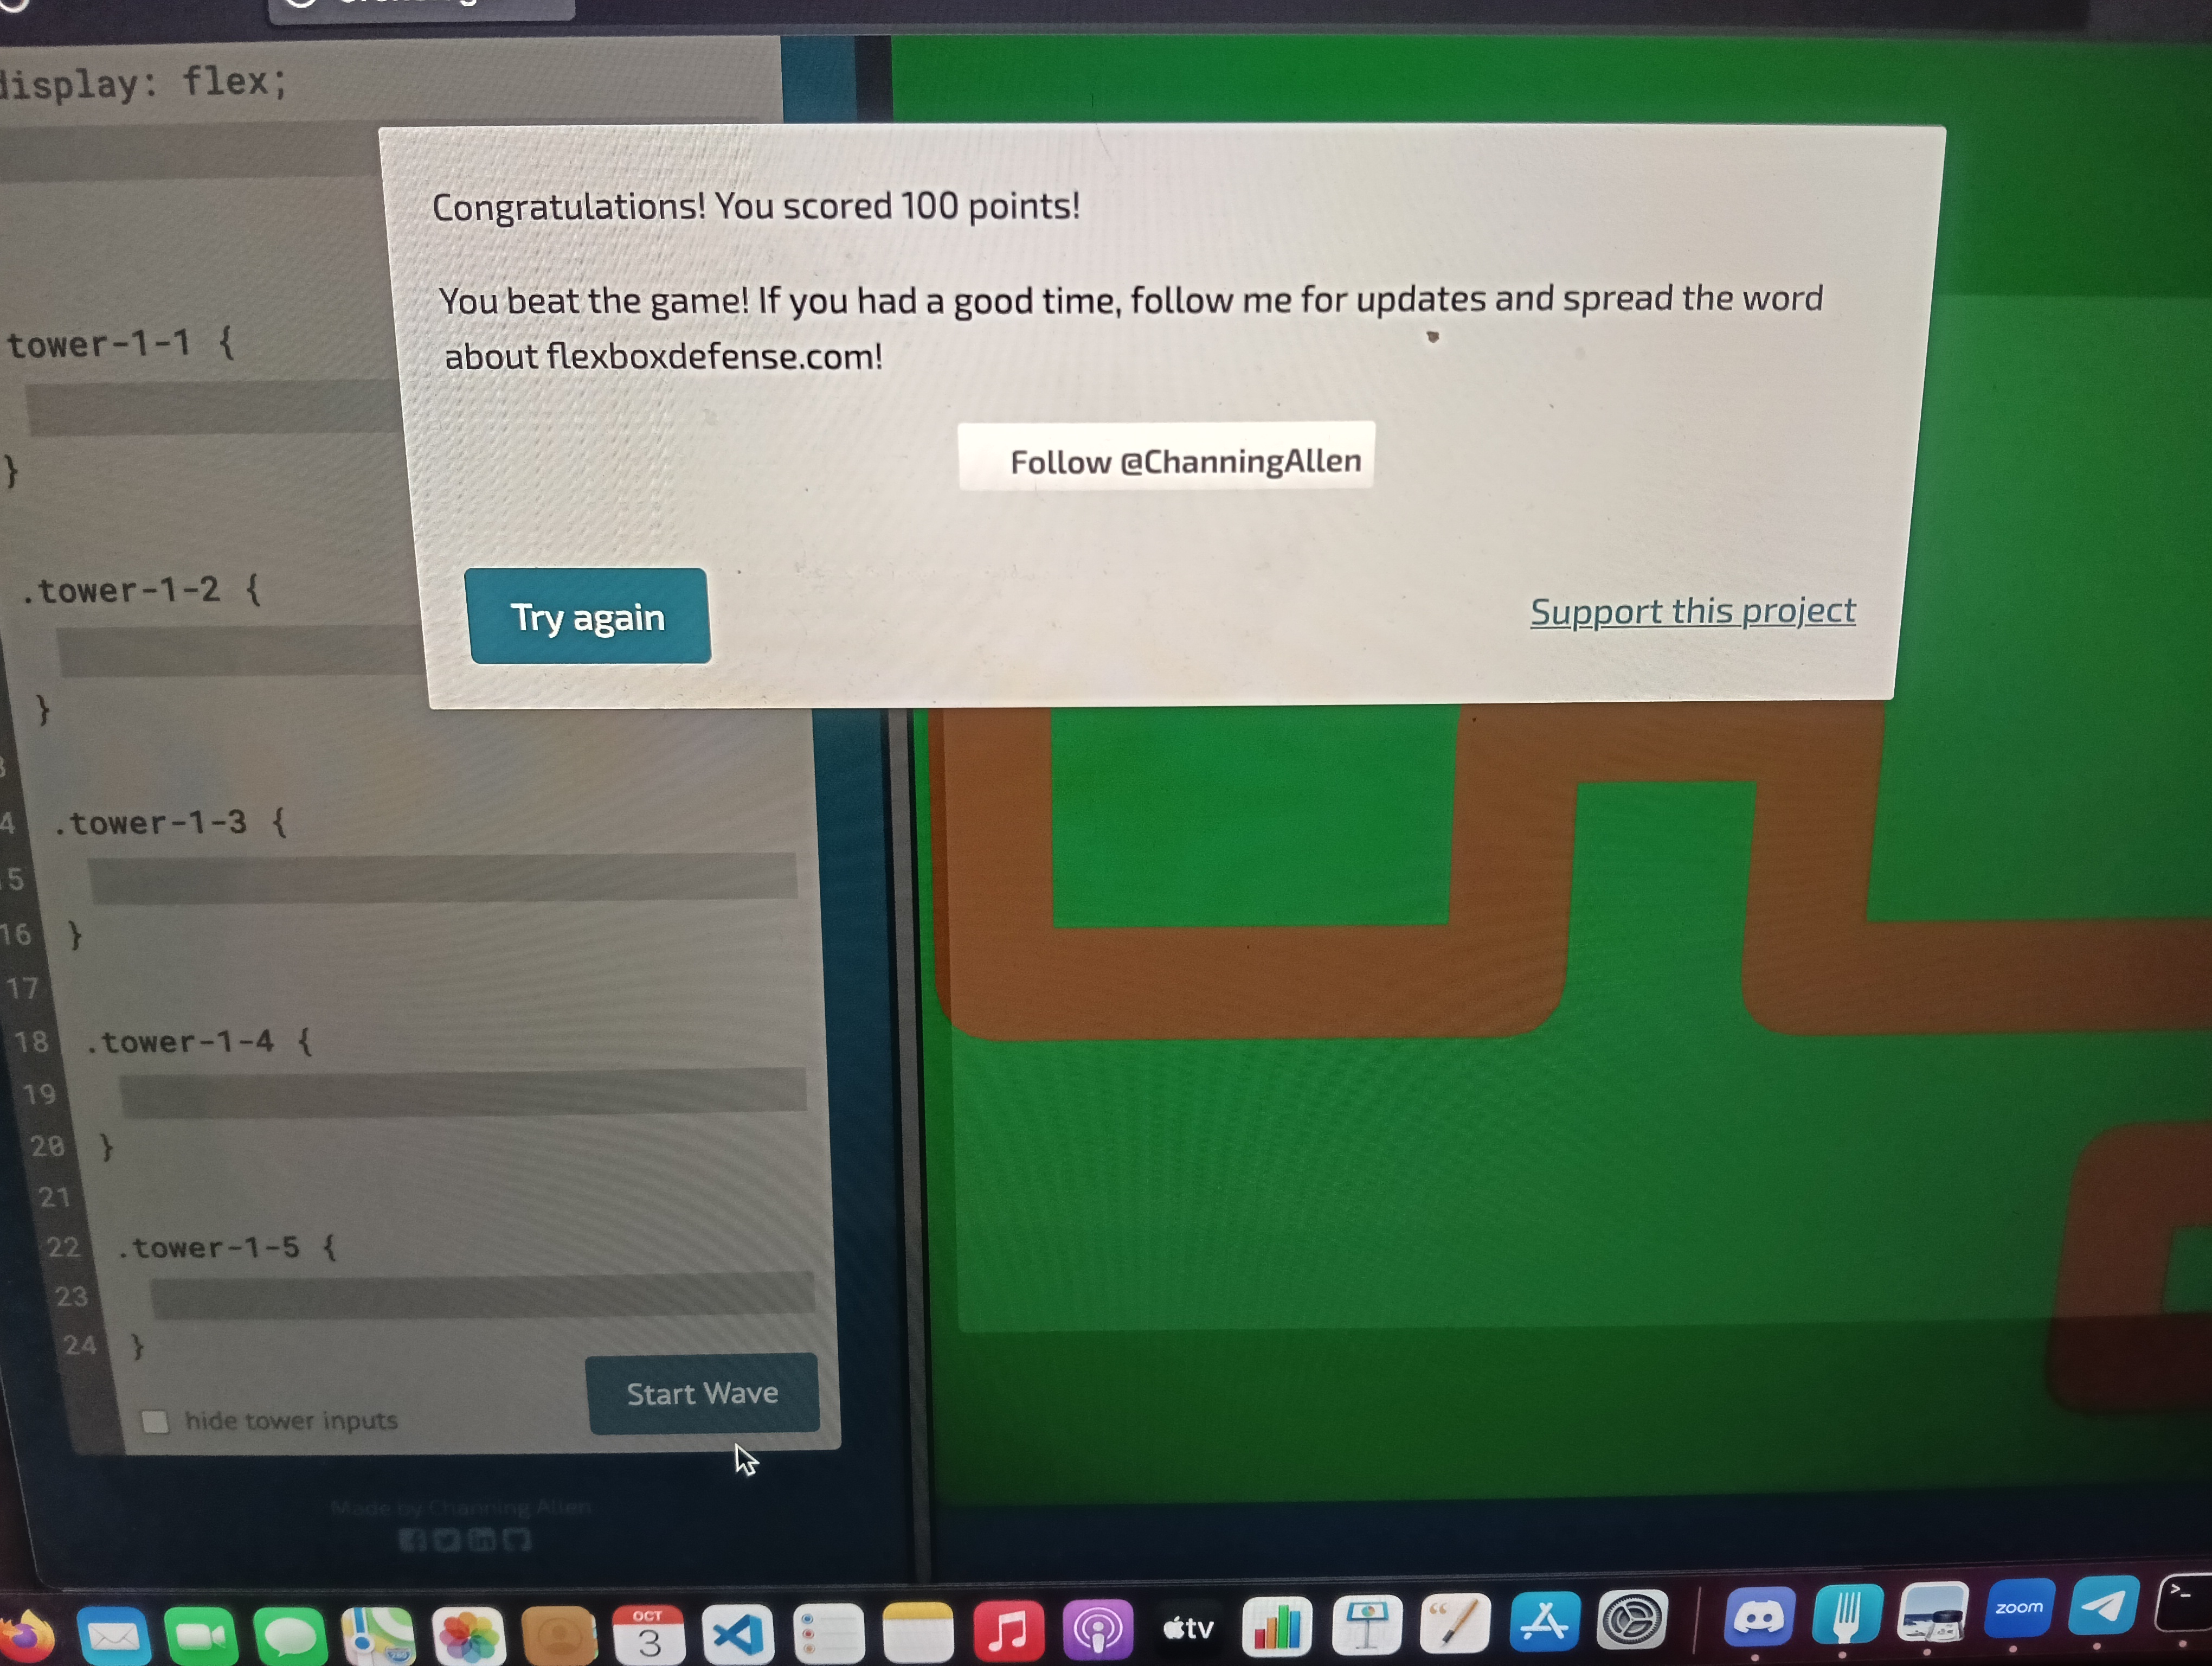 display: flex;
Congratulations! You scored 100 points!
You beat the game! If you had a good time, follow me for updates and spread the word
about flexboxdefense.com!
Follow @ChanningAllen
Try again
Support this project
tower-1-1 {
}
.tower-1-2 {
}
.tower-1-3 {
5
16 }
17
18 .tower-1-4 {
19
20 }
21
22 .tower-1-5 {
23
24 }
hide tower inputs
Start Wave
Made by Channing Allen
OCT
3
tv
zoom